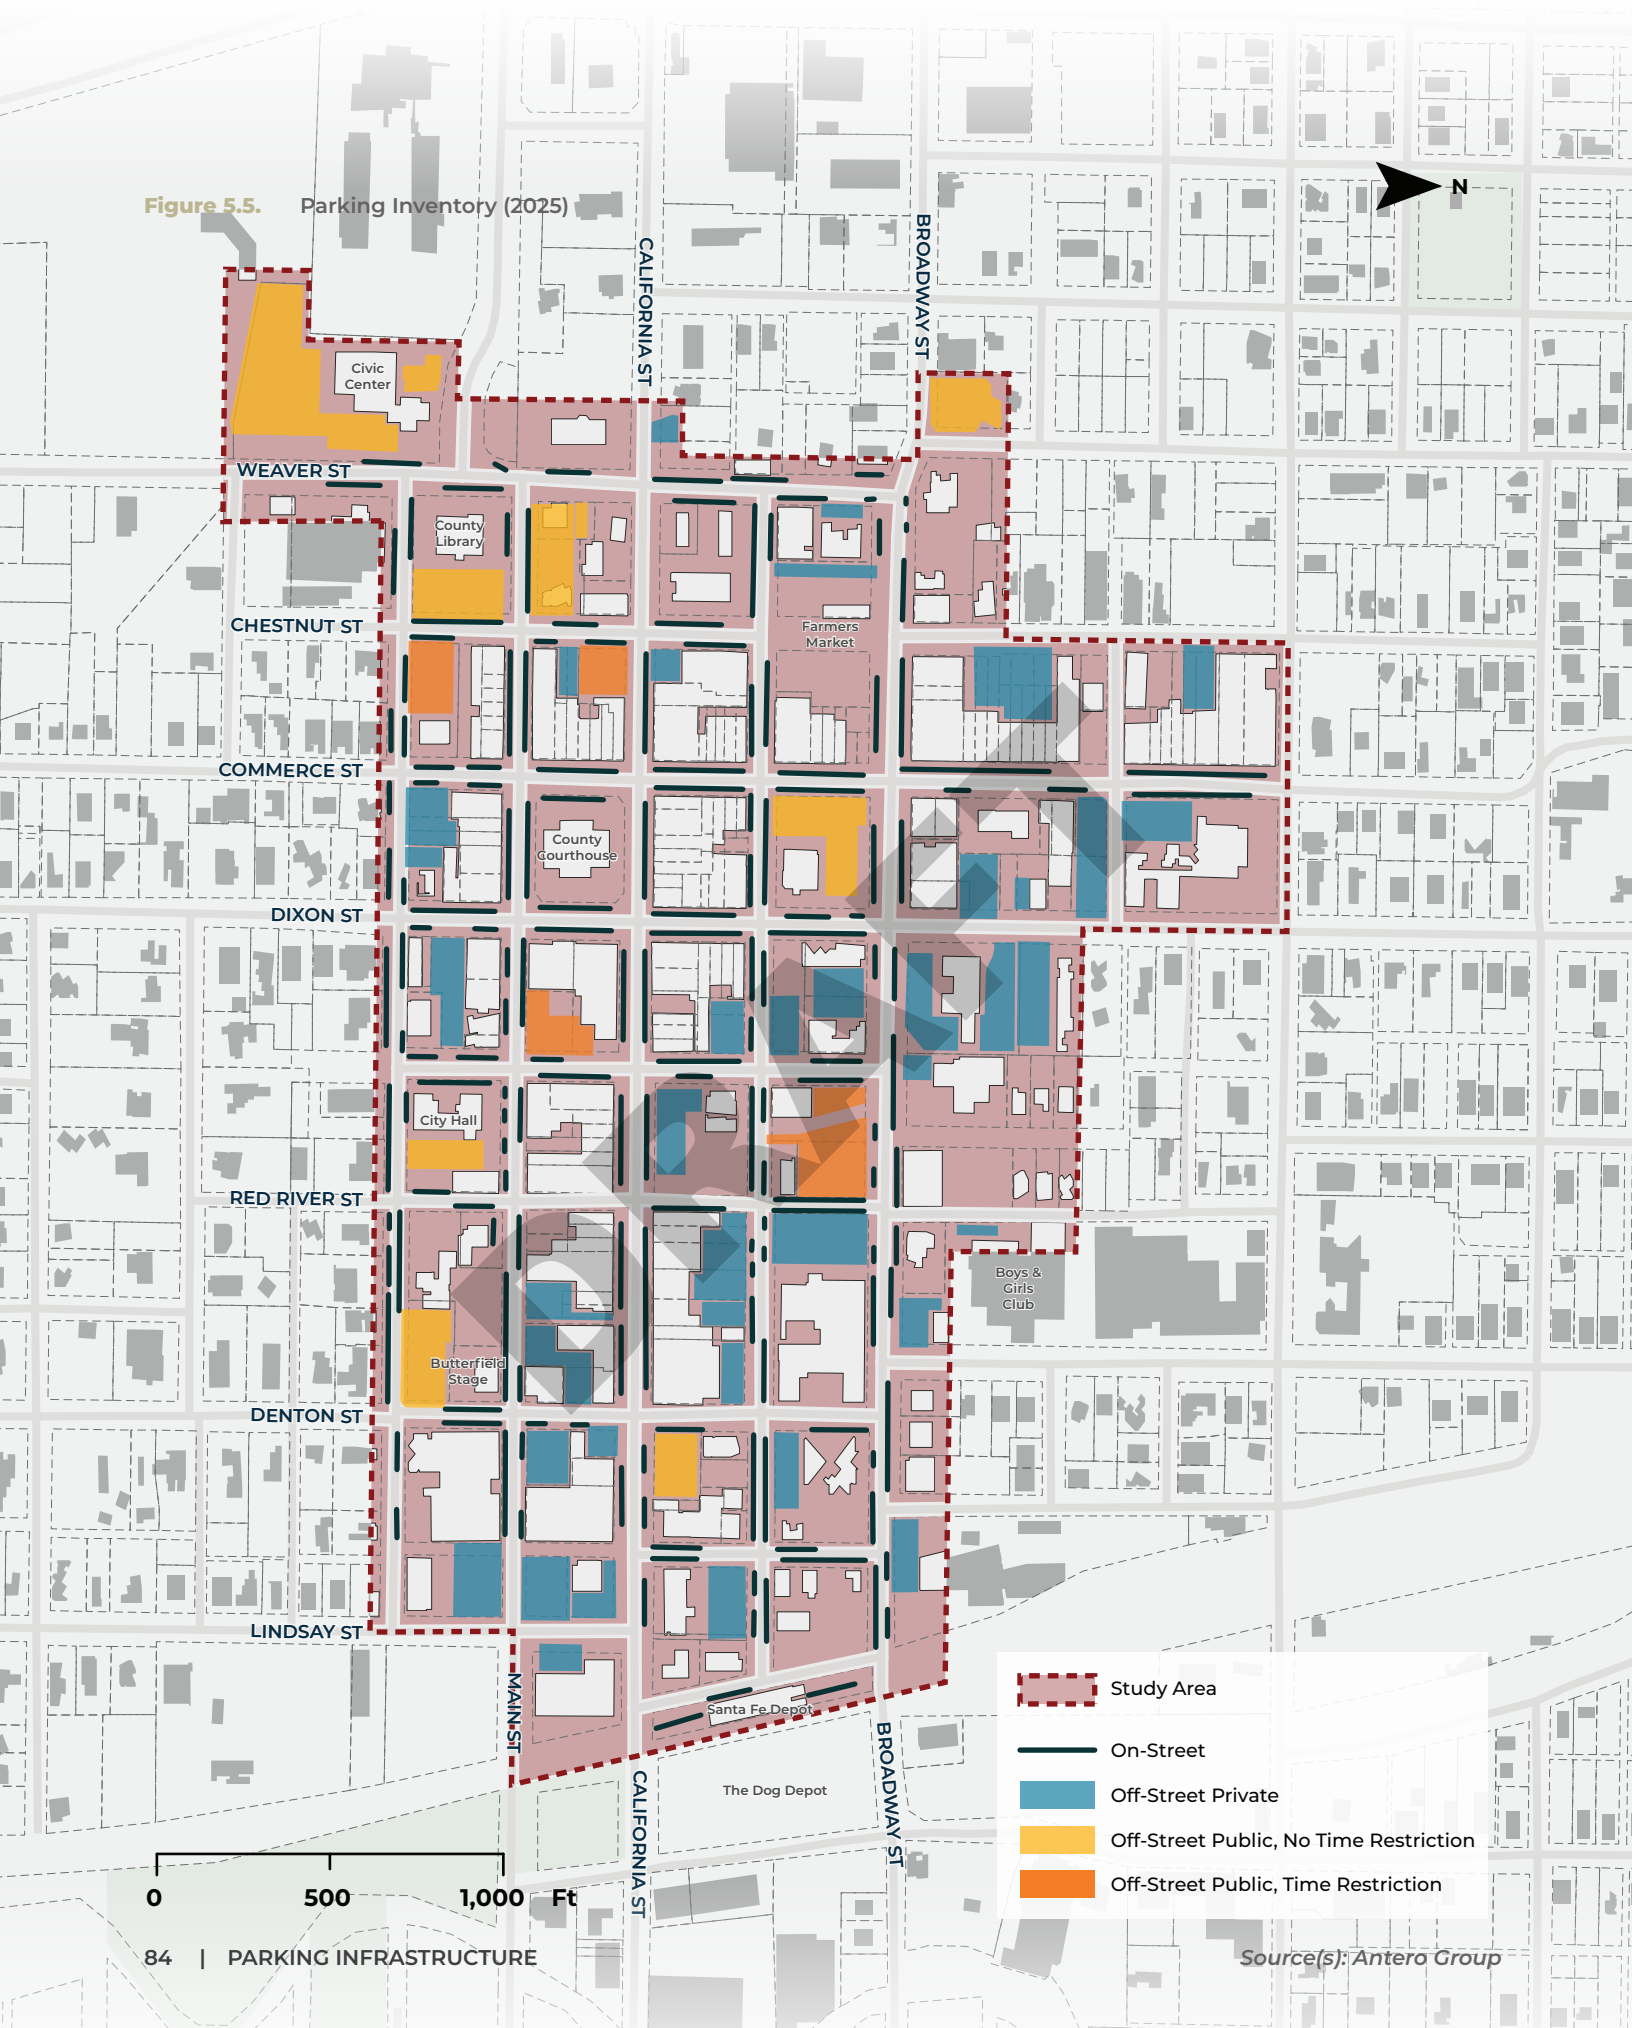 Figure 5.5. Parking Inventory (2025)
N
CALIFORNIA ST
BROADWAY ST
Civic
Center
WEAVER ST
County
Library
CHESTNUT ST
Farmers
Market
COMMERCE ST
County
Courthouse
DIXON ST
City Hall
RED RIVER ST
Boys &
Girls
Club
Butterfield
Stage
DENTON ST
LINDSAY ST
MAIN ST
Santa Fe Depot
BROADWAY ST
The Dog Depot
CALIFORNIA ST
DRAFT
Study Area
On-Street
Off-Street Private
Off-Street Public, No Time Restriction
Off-Street Public, Time Restriction
0 500 1,000 Ft
84 | PARKING INFRASTRUCTURE
Source(s): Antero Group